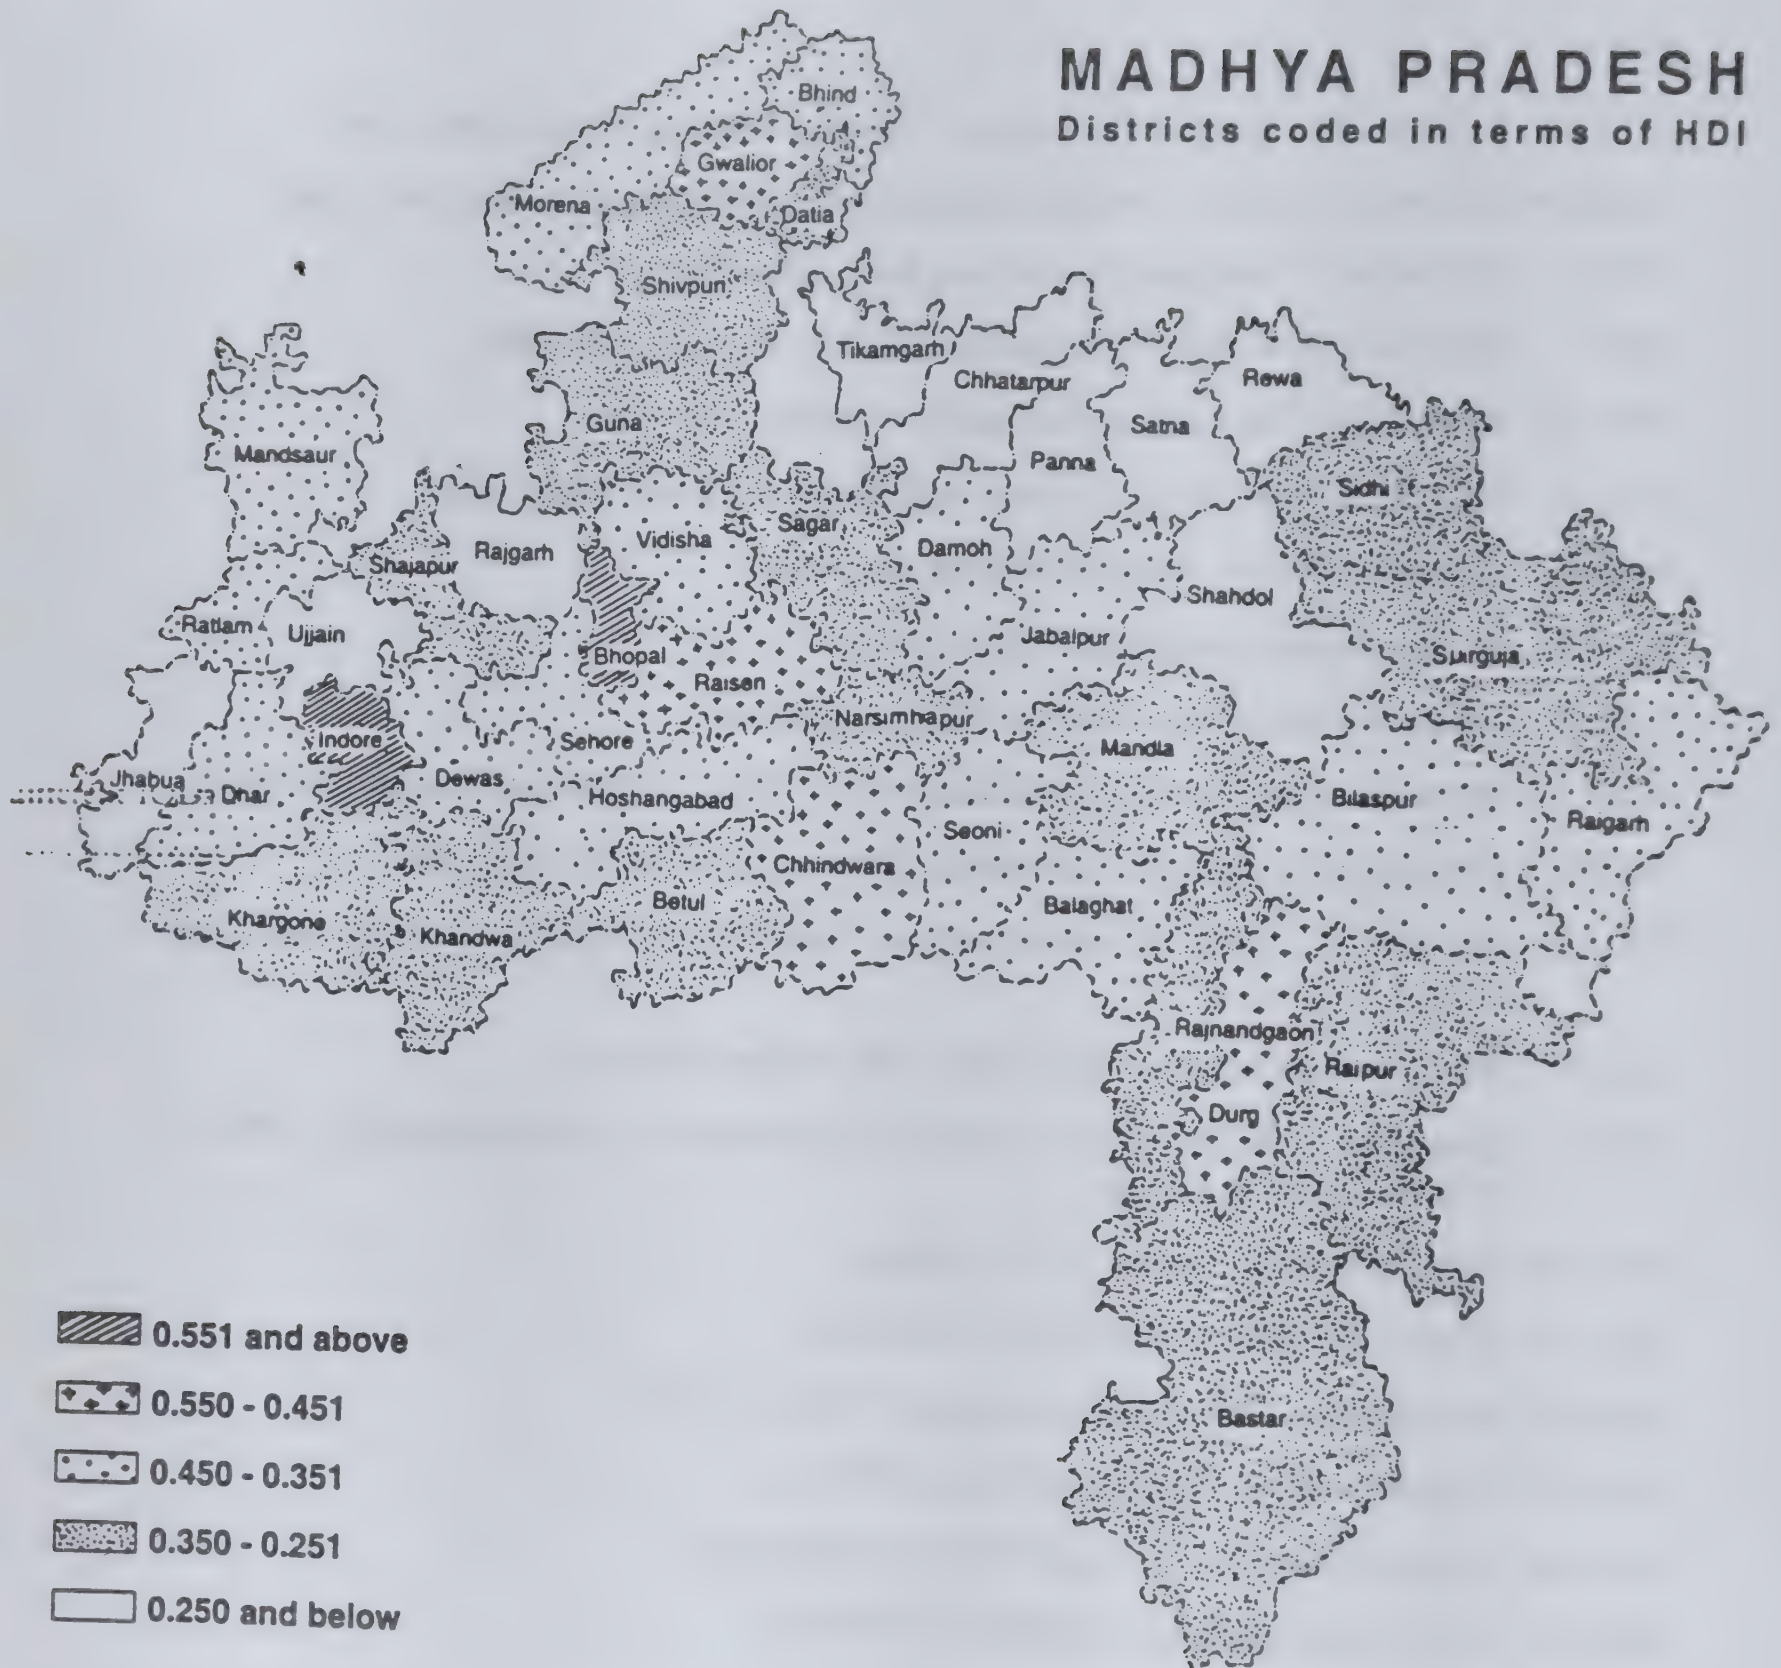 MADHYA PRADESH
Districts coded in terms of HDI
Bhind
Gwalior
Morena
Datia
Shivpuri
Tikamgarh
Chhatarpur
Rewa
Guna
Satna
Mandsaur
Panna
Sidhi
Sagar
Vidisha
Rajgarh
Damoh
Shajapur
Shahdol
Ratlam
Ujjain
Jabalpur
Bhopal
Surguja
Raisen
Narsimhapur
Indore
Sehore
Mandla
Jhabua
Dewas
Dhar
Hoshangabad
Bilaspur
Raigarh
Seoni
Chhindwara
Betul
Balaghat
Khargone
Khandwa
Rajnandgaon
Raipur
Durg
Bastar
0.551 and above
0.550 - 0.451
0.450 - 0.351
0.350 - 0.251
0.250 and below